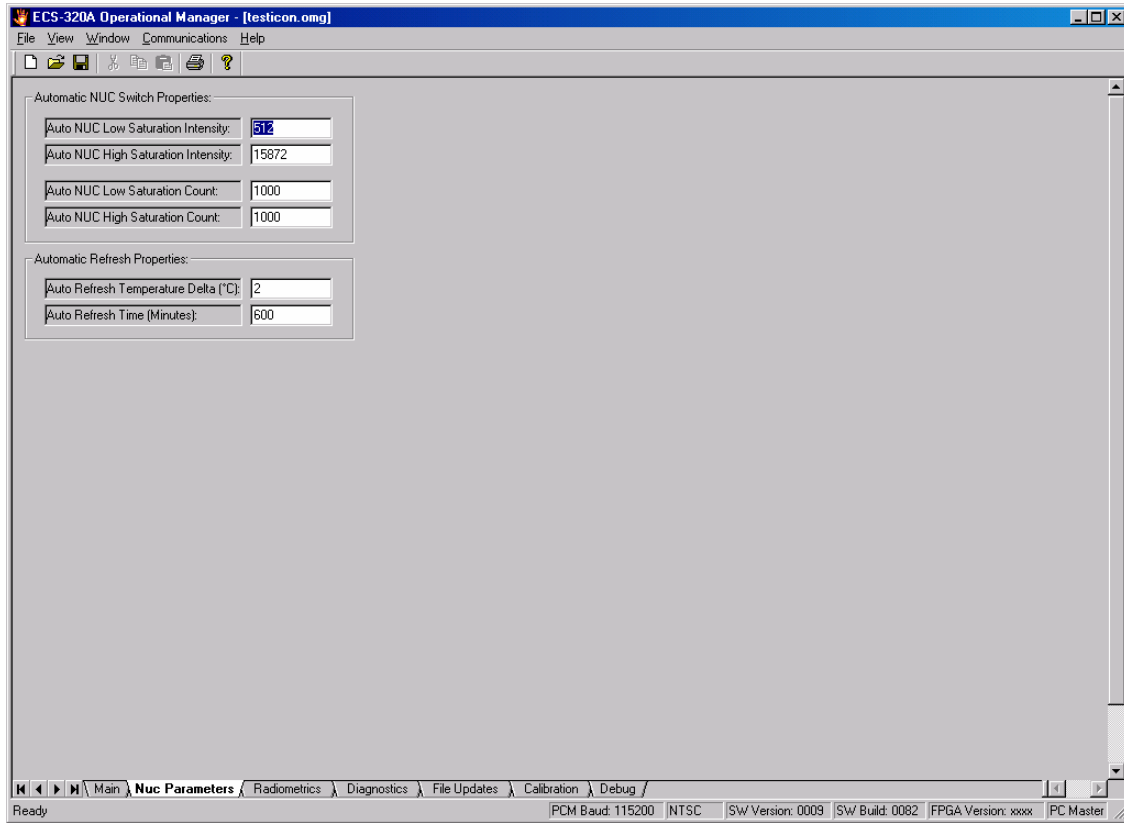 ECS-320A Operational Manager - [testicon.omg]
File View Window Communications Help
Automatic NUC Switch Properties:
Auto NUC Low Saturation Intensity: 512
Auto NUC High Saturation Intensity: 15872
Auto NUC Low Saturation Count: 1000
Auto NUC High Saturation Count: 1000
Automatic Refresh Properties:
Auto Refresh Temperature Delta (°C): 2
Auto Refresh Time (Minutes): 600
Main Nuc Parameters Radiometrics Diagnostics File Updates Calibration Debug
Ready PCM Baud: 115200 NTSC SW Version: 0009 SW Build: 0082 FPGA Version: xxxx PC Master